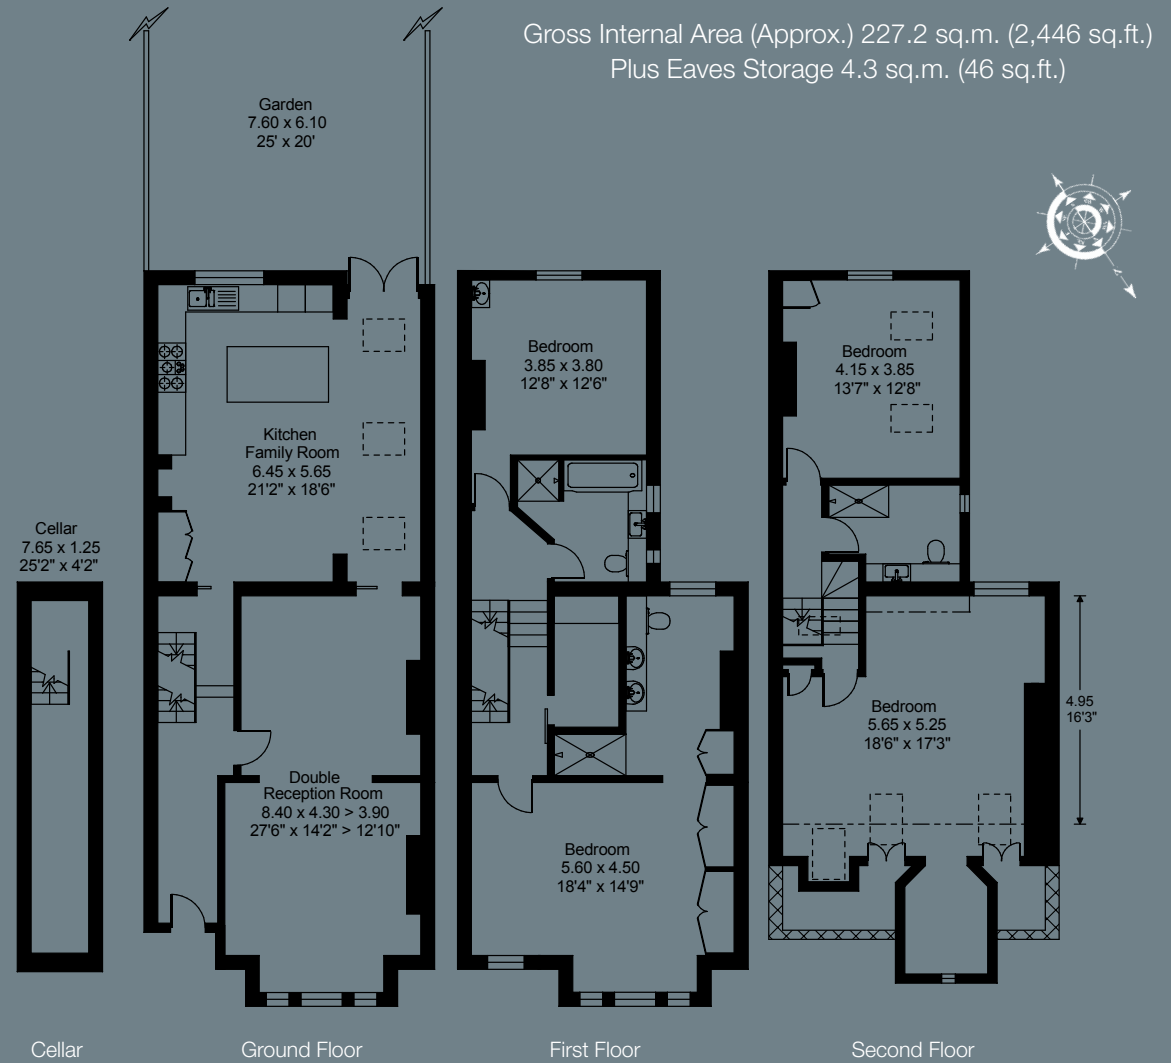 Gross Internal Area (Approx.) 227.2 sq.m. (2,446 sq.ft.)
Plus Eaves Storage 4.3 sq.m. (46 sq.ft.)
Garden
7.60 x 6.10
25' x 20'
Kitchen
Family Room
6.45 x 5.65
21'2" x 18'6"
Bedroom
3.85 x 3.80
12'8" x 12'6"
Bedroom
4.15 x 3.85
13'7" x 12'8"
Cellar
7.65 x 1.25
25'2" x 4'2"
Double
Reception Room
8.40 x 4.30 > 3.90
27'6" x 14'2" > 12'10"
Bedroom
5.60 x 4.50
18'4" x 14'9"
Bedroom
5.65 x 5.25
18'6" x 17'3"
4.95
16'3"
Cellar
Ground Floor
First Floor
Second Floor